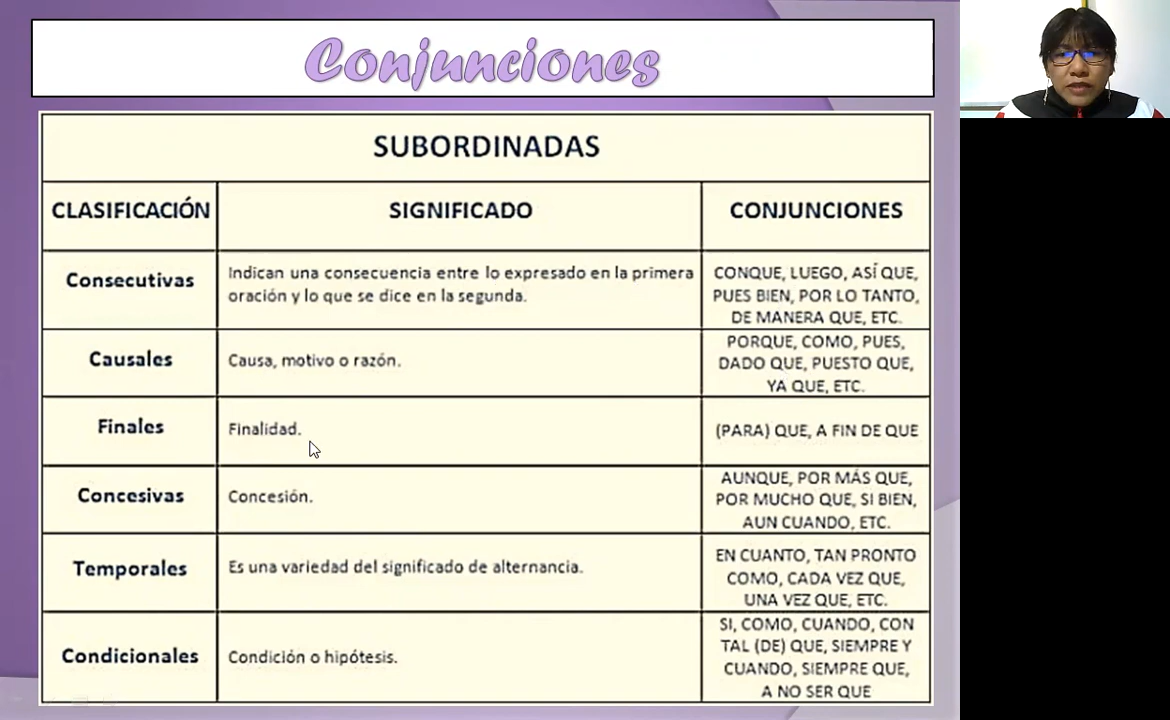 Conjunciones
SUBORDINADAS
CLASIFICACIÓN
SIGNIFICADO
CONJUNCIONES
Consecutivas
Indican una consecuencia entre lo expresado en la primera
oración y lo que se dice en la segunda.
CONQUE, LUEGO, ASÍ QUE,
PUES BIEN, POR LO TANTO,
DE MANERA QUE, ETC.
Causales
Causa, motivo o razón.
PORQUE, COMO, PUES,
DADO QUE, PUESTO QUE,
YA QUE, ETC.
Finales
Finalidad.
(PARA) QUE, A FIN DE QUE
Concesivas
Concesión.
AUNQUE, POR MÁS QUE,
POR MUCHO QUE, SI BIEN,
AUN CUANDO, ETC.
Temporales
Es una variedad del significado de alternancia.
EN CUANTO, TAN PRONTO
COMO, CADA VEZ QUE,
UNA VEZ QUE, ETC.
Condicionales
Condición o hipótesis.
SI, COMO, CUANDO, CON
TAL (DE) QUE, SIEMPRE Y
CUANDO, SIEMPRE QUE,
A NO SER QUE